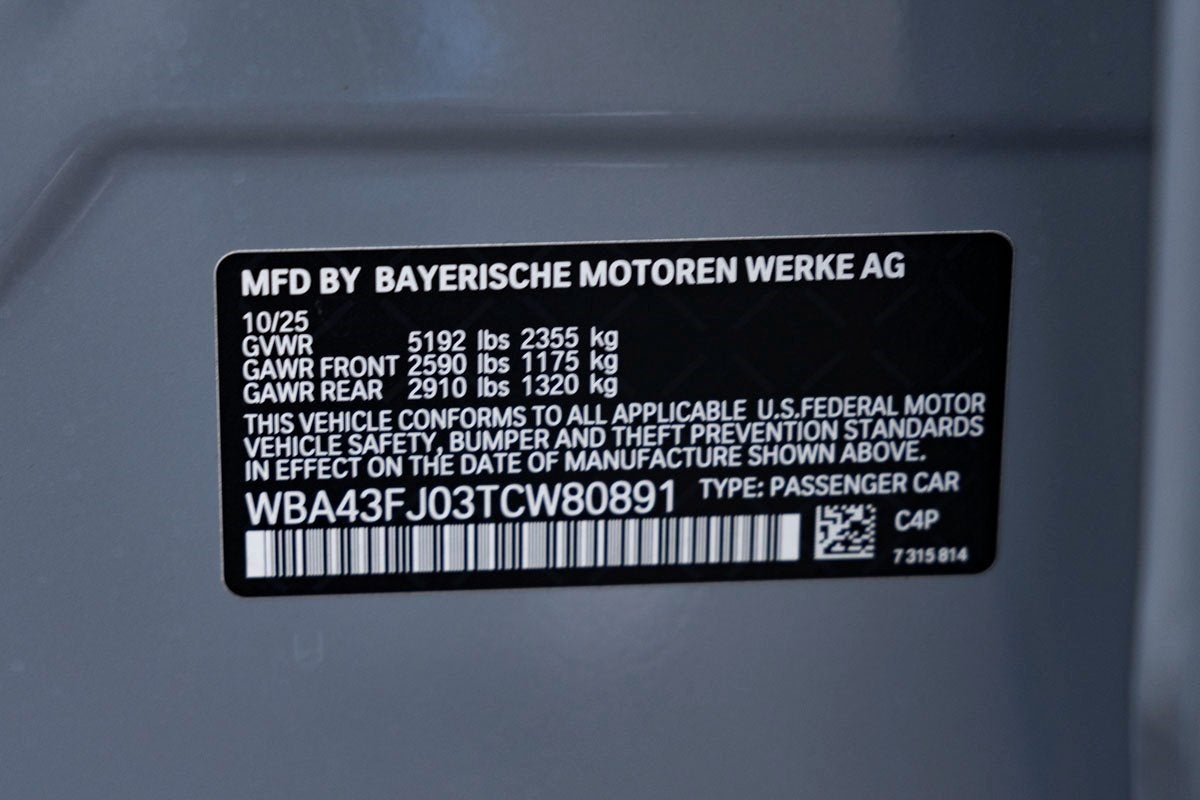 MFD BY BAYERISCHE MOTOREN WERKE AG
10/25
GVWR 5192 lbs 2355 kg
GAWR FRONT 2590 lbs 1175 kg
GAWR REAR 2910 lbs 1320 kg
THIS VEHICLE CONFORMS TO ALL APPLICABLE U.S.FEDERAL MOTOR
VEHICLE SAFETY, BUMPER AND THEFT PREVENTION STANDARDS
IN EFFECT ON THE DATE OF MANUFACTURE SHOWN ABOVE.
WBA43FJ03TCW80891 TYPE: PASSENGER CAR
C4P
7 315 814